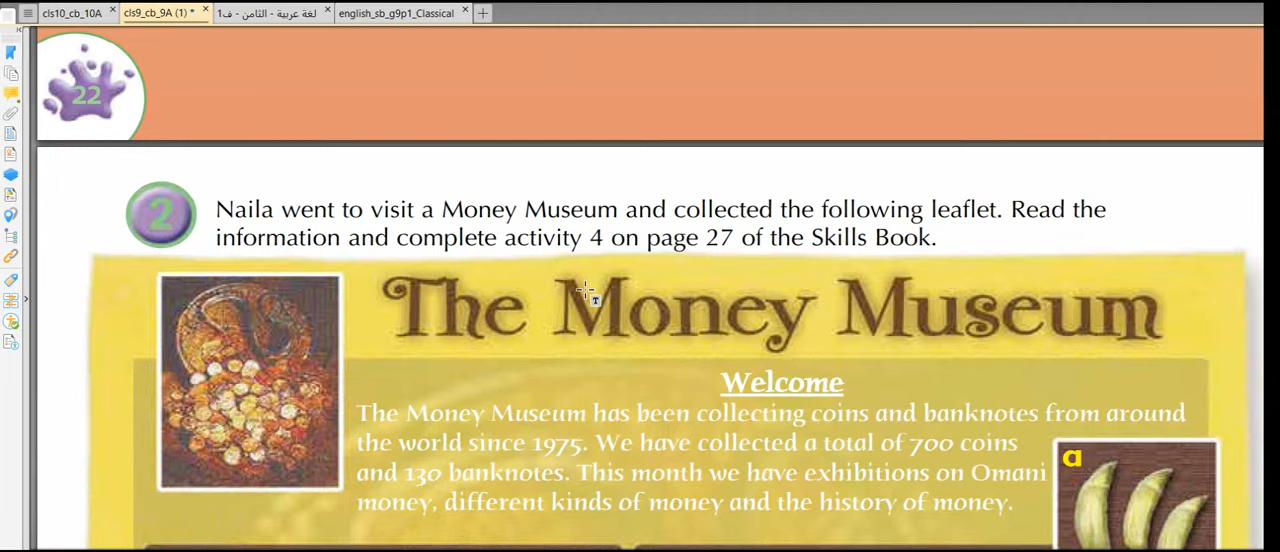 cls10_cb_10A
cls9_cb_9A (1) *
لغة عربية - الثامن - ف1
english_sb_g9p1_Classical
22
2
Naila went to visit a Money Museum and collected the following leaflet. Read the
information and complete activity 4 on page 27 of the Skills Book.
The Money Museum
Welcome
The Money Museum has been collecting coins and banknotes from around
the world since 1975. We have collected a total of 700 coins
and 130 banknotes. This month we have exhibitions on Omani
money, different kinds of money and the history of money.
a